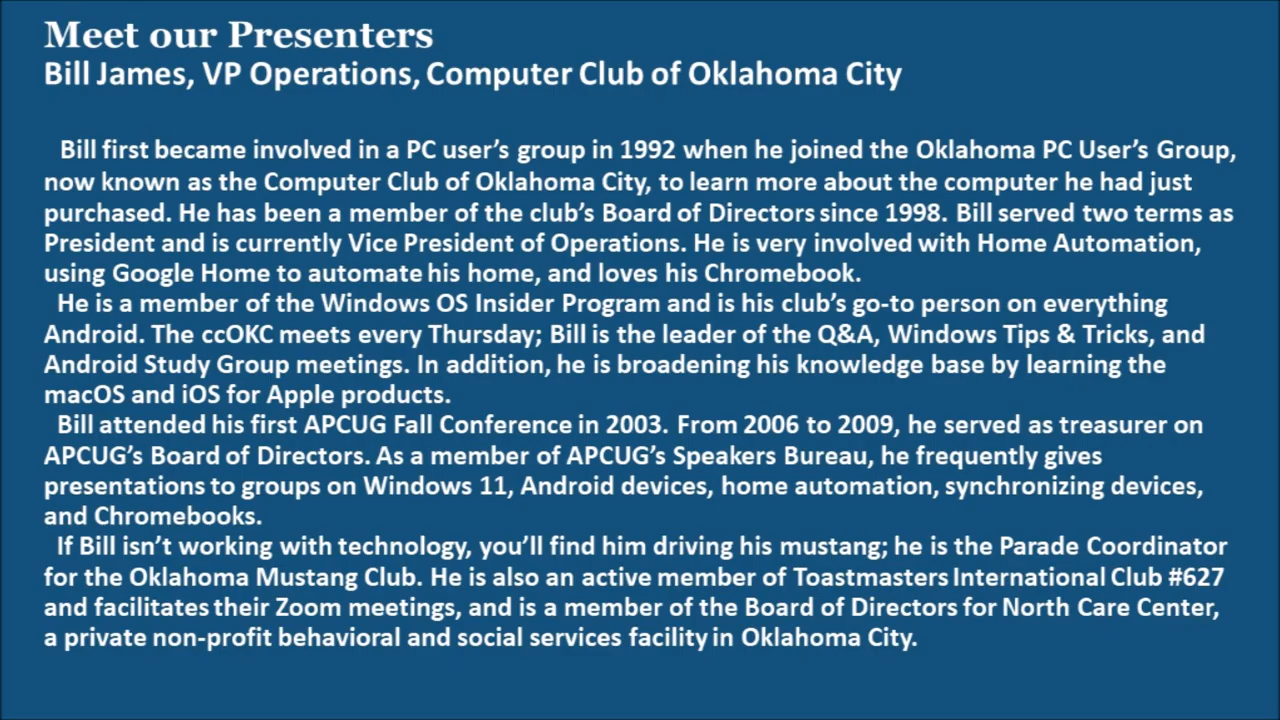 Meet our Presenters
Bill James, VP Operations, Computer Club of Oklahoma City
Bill first became involved in a PC user’s group in 1992 when he joined the Oklahoma PC User’s Group,
now known as the Computer Club of Oklahoma City, to learn more about the computer he had just
purchased. He has been a member of the club’s Board of Directors since 1998. Bill served two terms as
President and is currently Vice President of Operations. He is very involved with Home Automation,
using Google Home to automate his home, and loves his Chromebook.
He is a member of the Windows OS Insider Program and is his club’s go-to person on everything
Android. The ccOKC meets every Thursday; Bill is the leader of the Q&A, Windows Tips & Tricks, and
Android Study Group meetings. In addition, he is broadening his knowledge base by learning the
macOS and iOS for Apple products.
Bill attended his first APCUG Fall Conference in 2003. From 2006 to 2009, he served as treasurer on
APCUG’s Board of Directors. As a member of APCUG’s Speakers Bureau, he frequently gives
presentations to groups on Windows 11, Android devices, home automation, synchronizing devices,
and Chromebooks.
If Bill isn’t working with technology, you’ll find him driving his mustang; he is the Parade Coordinator
for the Oklahoma Mustang Club. He is also an active member of Toastmasters International Club #627
and facilitates their Zoom meetings, and is a member of the Board of Directors for North Care Center,
a private non-profit behavioral and social services facility in Oklahoma City.